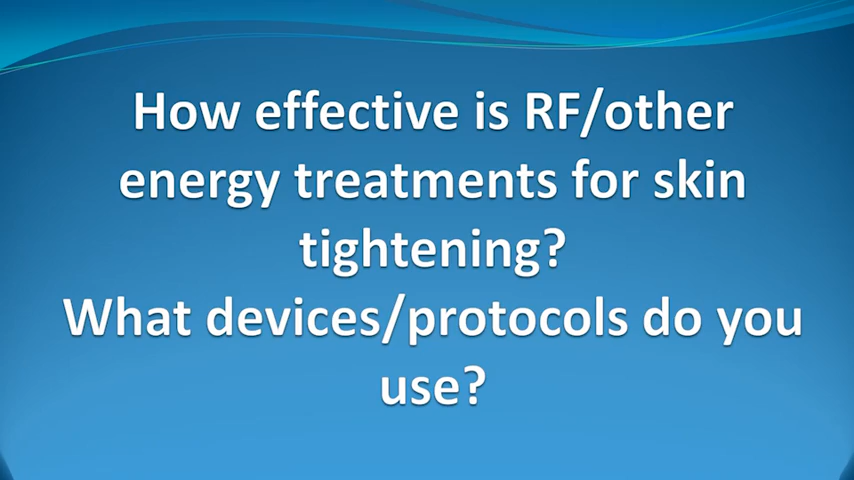 How effective is RF/other
energy treatments for skin
tightening?
What devices/protocols do you
use?